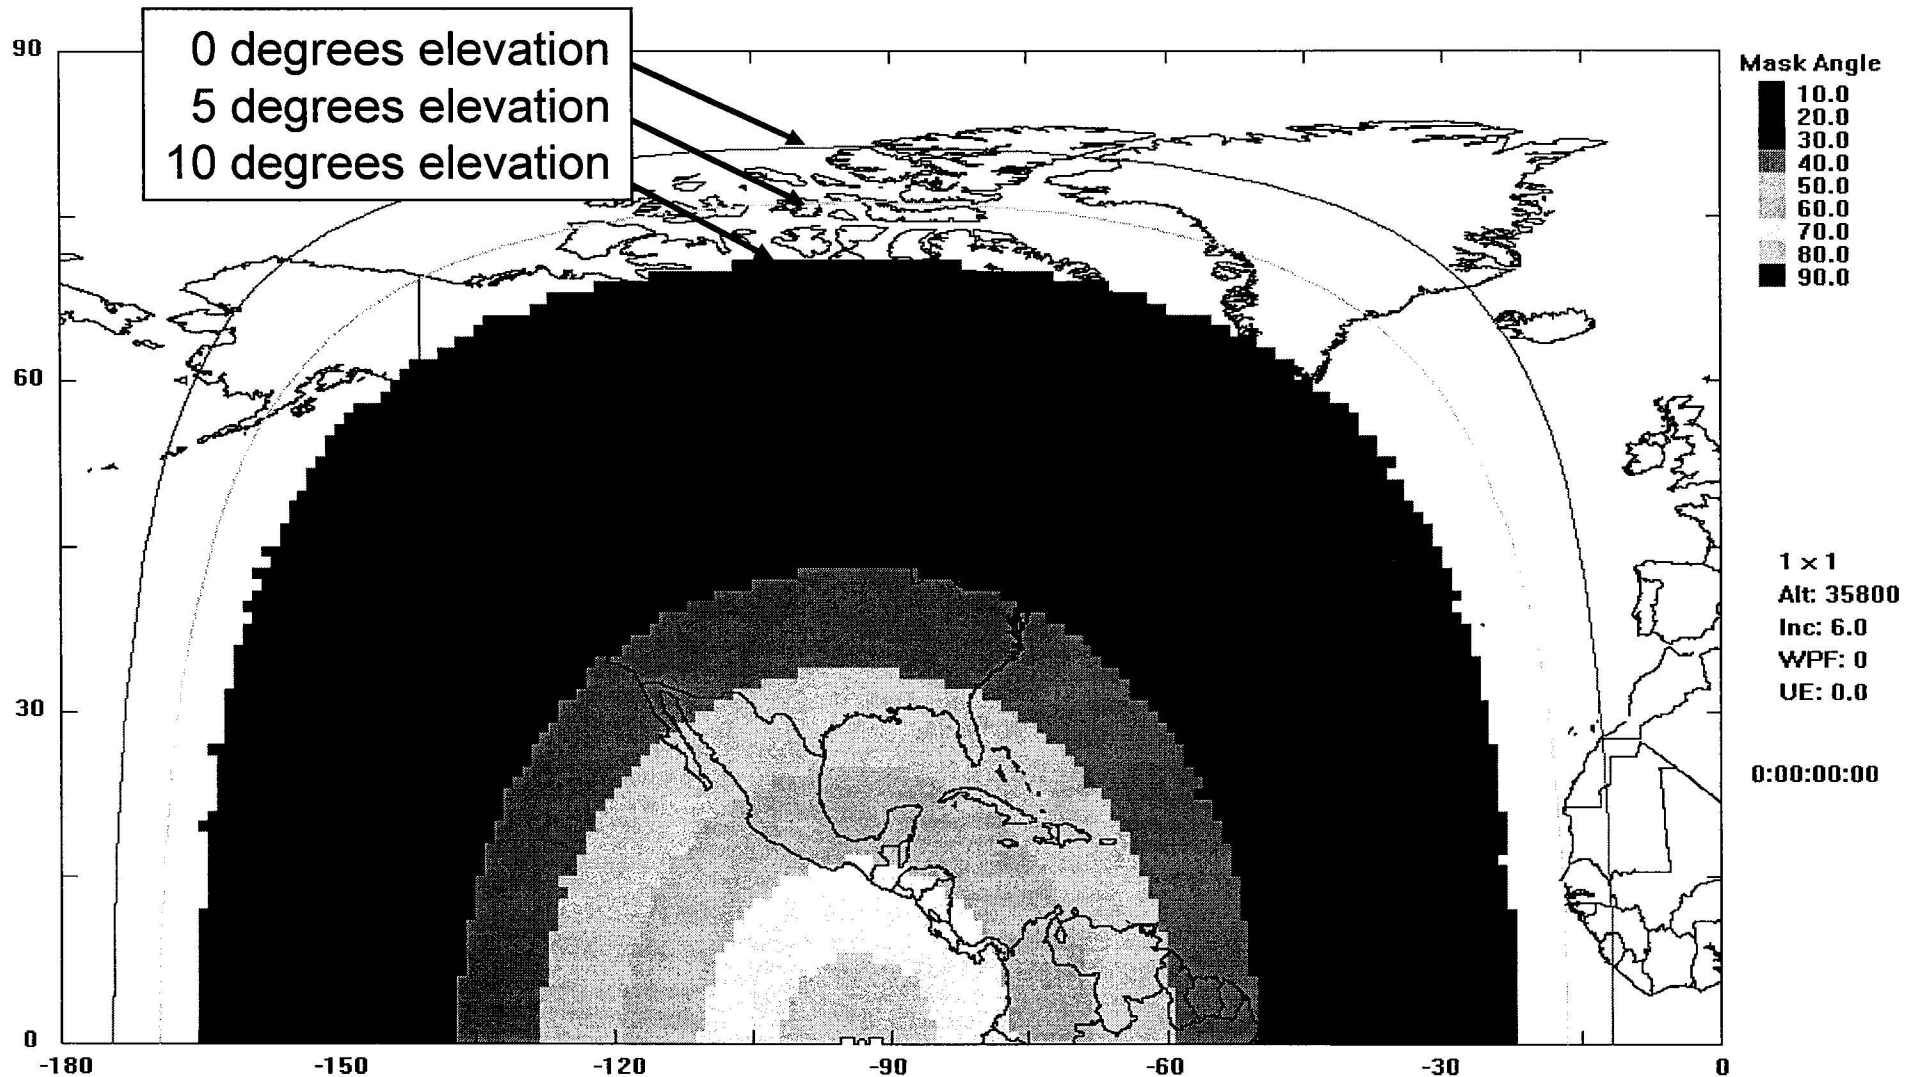 0 degrees elevation
5 degrees elevation
10 degrees elevation
90
60
30
0
-180
-150
-120
-90
-60
-30
0
Mask Angle
10.0
20.0
30.0
40.0
50.0
60.0
70.0
80.0
90.0
1 × 1
Alt: 35800
Inc: 6.0
WPF: 0
UE: 0.0
0:00:00:00